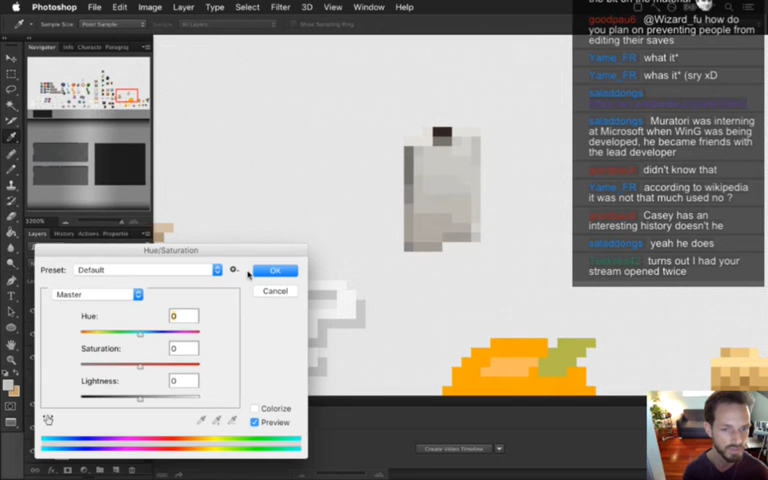 Photoshop File Edit Image Layer Type Select Filter 3D View Window Help
Sample Size: Point Sample
Show Sampling Ring
Navigator Info Characte Paragraph
3200%
Layers History Actions Propertie
Hue/Saturation
Preset: Default
OK
Master
Cancel
Hue: 0
Saturation: 0
Lightness: 0
Colorize
Preview
Create Video Timeline
goodpau6 @Wizard_fu how do
you plan on preventing people from
editing their saves
Yame_FR what it*
Yame_FR whas it* (sry xD
saladdongs
saladdongs Muratori was interning
at Microsoft when WinG was being
developed, he became friends with
the lead developer
didn't know that
Yame_FR according to wikipedia
it was not that much used no ?
Casey has an
interesting history doesn't he
saladdongs yeah he does
turns out I had your
stream opened twice